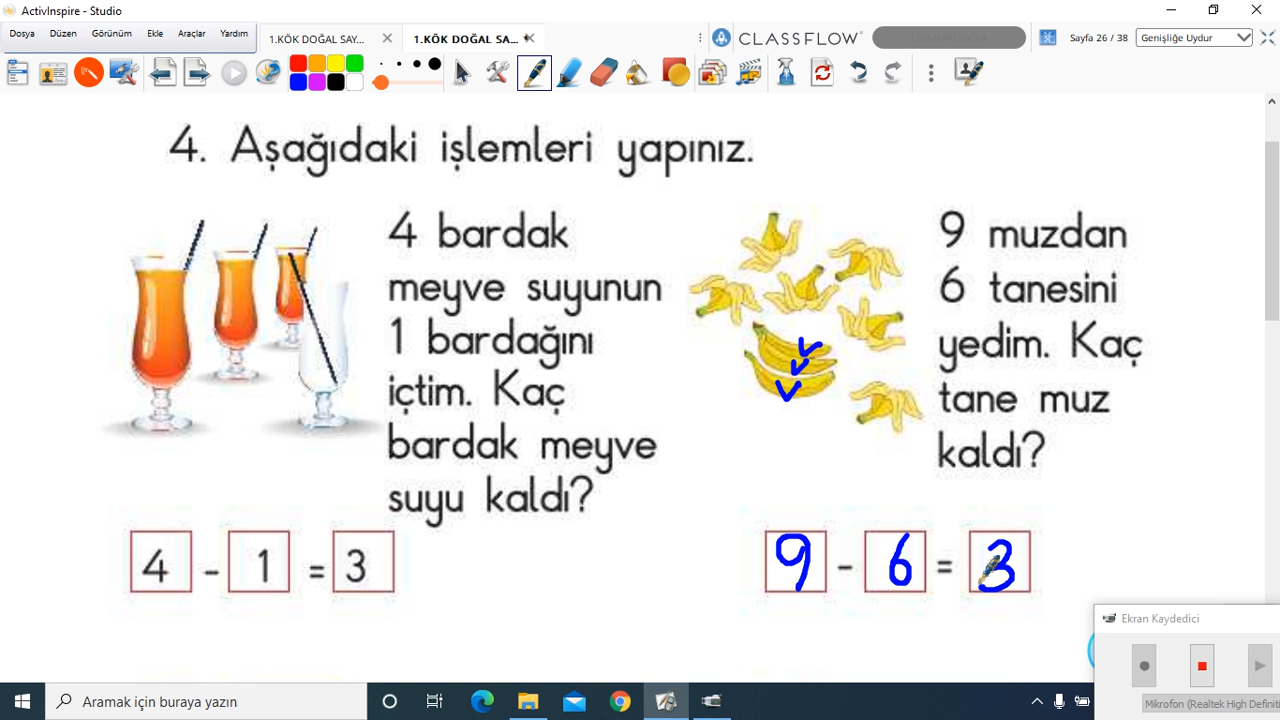 ActivInspire - Studio
Dosya Düzen Görünüm Ekle Araçlar Yardım
1.KÖK DOĞAL SAY...
1.KÖK DOĞAL SA...
CLASSFLOW
Sayfa 26 / 38
Genişliğe Uydur
4. Aşağıdaki işlemleri yapınız.
4 bardak
meyve suyunun
1 bardağını
içtim. Kaç
bardak meyve
suyu kaldı?
4 - 1 = 3
9 muzdan
6 tanesini
yedim. Kaç
tane muz
kaldı?
9 - 6 = 3
Ekran Kaydedici
Mikrofon (Realtek High Definit
Aramak için buraya yazın